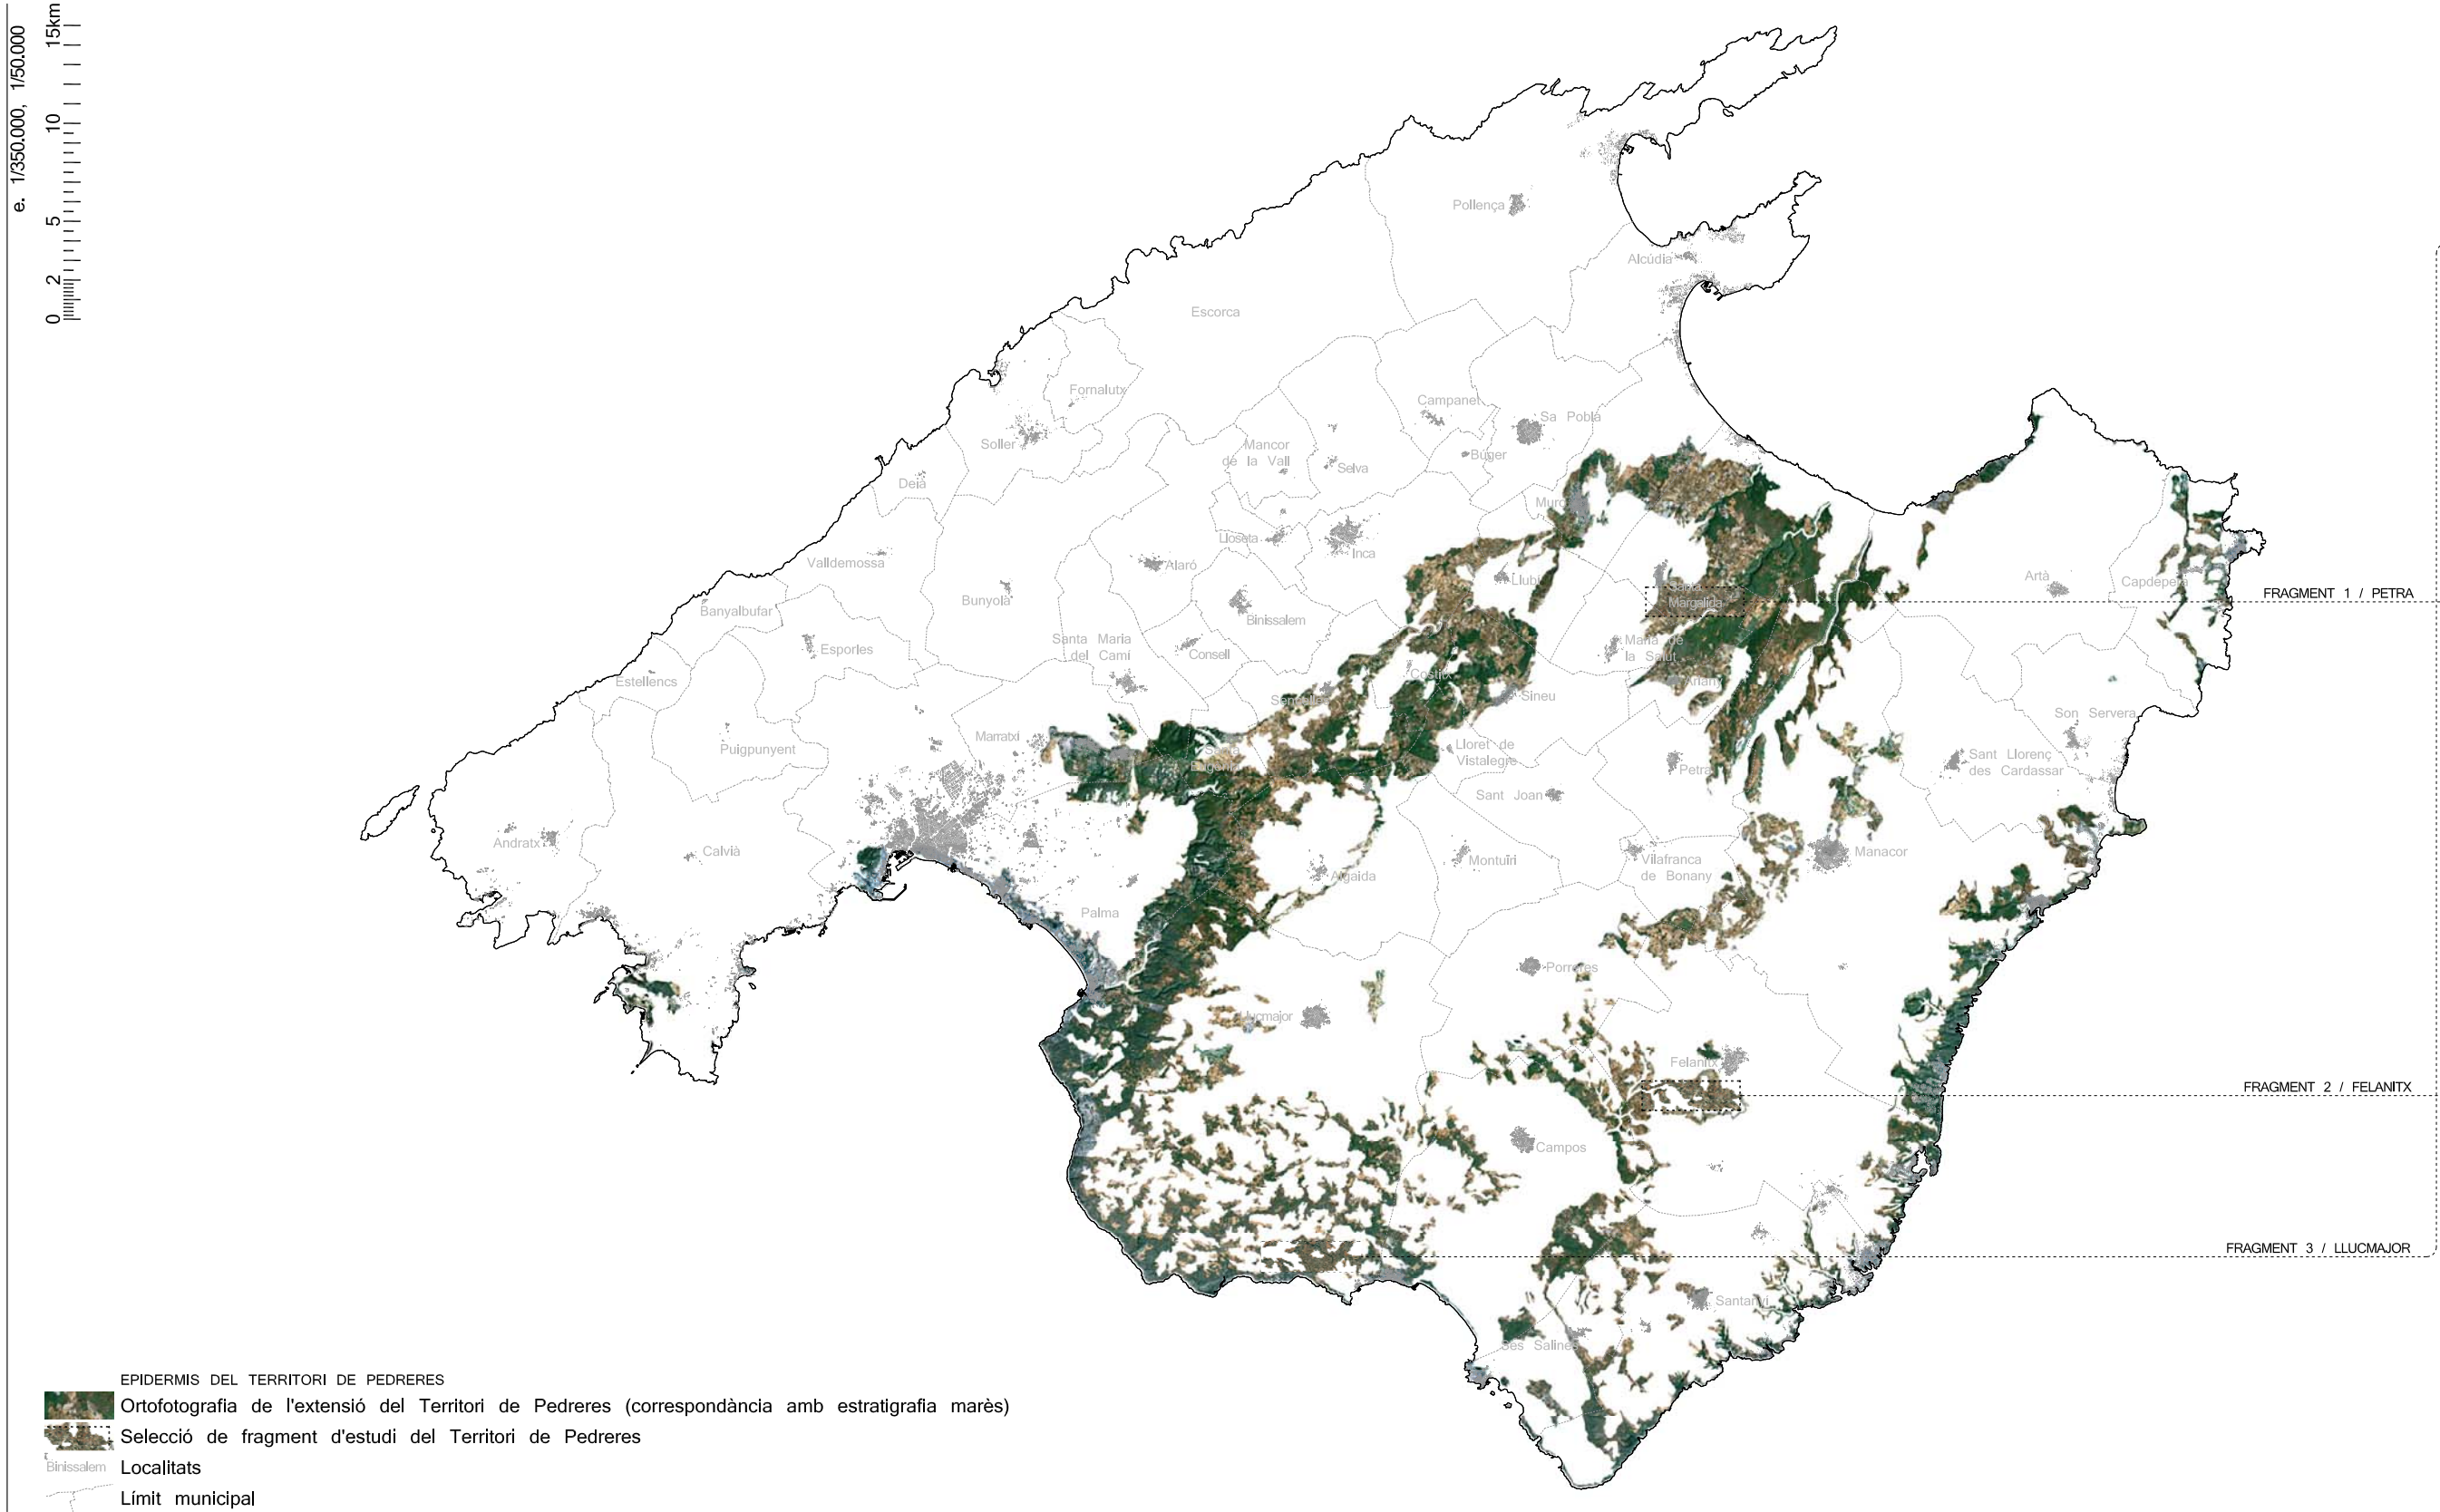 e. 1/350.000, 1/50.000
0 2 5 10 15km
Pollença
Alcúdia
Escorca
Fornalutx
Campanet
Sa Pobla
Soller
Mancor
de la Vall
Búger
Selva
Deià
Muro
Lloseta
Inca
Valldemossa
Alaró
Llubí
Artà
Capdepera
FRAGMENT 1 / PETRA
Santa
Margalida
Bunyola
Banyalbufar
Binissalem
Esporles
Santa Maria
del Camí
Consell
Maria de
la Salut
Estellencs
Costitx
Ariany
Sineu
Sencelles
Son Servera
Marratxí
Puigpunyent
Santa
Eugènia
Lloret de
Vistalegre
Petra
Sant Llorenç
des Cardassar
Sant Joan
Andratx
Calvià
Montuïri
Vilafranca
de Bonany
Manacor
Algaida
Palma
Porreres
Llucmajor
Felanitx
FRAGMENT 2 / FELANITX
Campos
FRAGMENT 3 / LLUCMAJOR
Santanyí
Ses Salines
EPIDERMIS DEL TERRITORI DE PEDRERES
Ortofotografia de l'extensió del Territori de Pedreres (correspondància amb estratigrafia marès)
Selecció de fragment d'estudi del Territori de Pedreres
Binissalem Localitats
Límit municipal